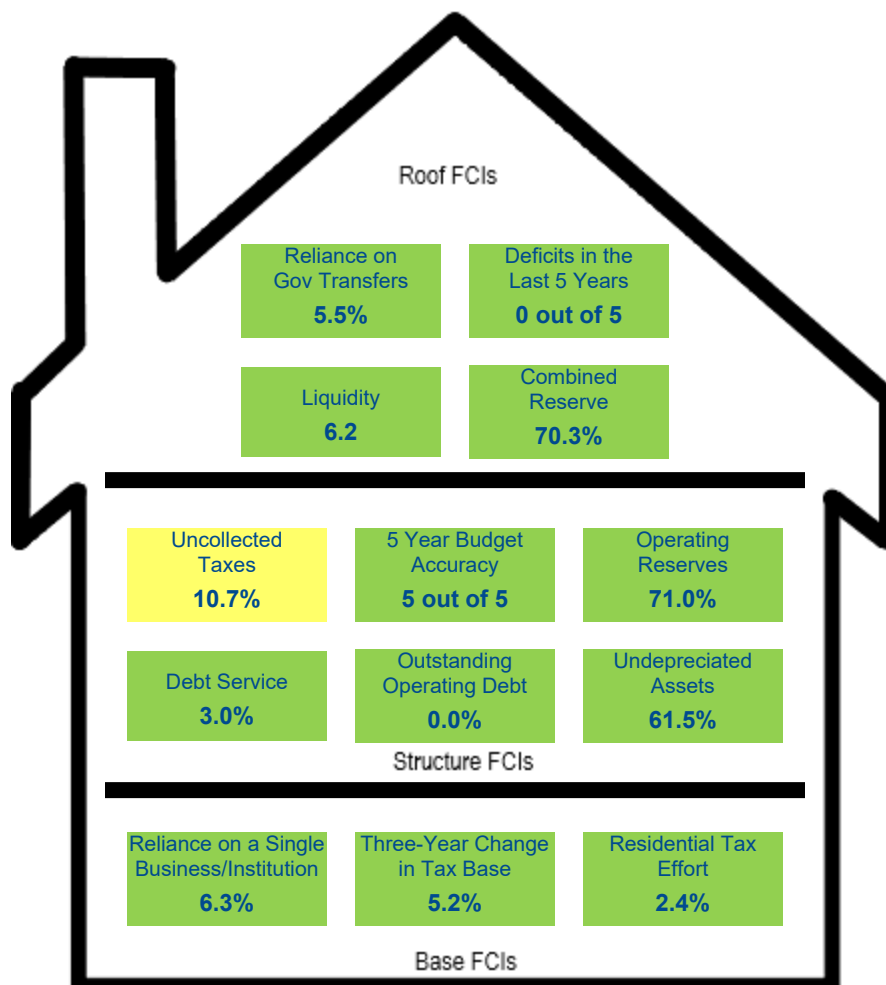 Roof FCIs
Reliance on
Gov Transfers
5.5%
Deficits in the
Last 5 Years
0 out of 5
Liquidity
6.2
Combined
Reserve
70.3%
Uncollected
Taxes
10.7%
5 Year Budget
Accuracy
5 out of 5
Operating
Reserves
71.0%
Debt Service
3.0%
Outstanding
Operating Debt
0.0%
Undepreciated
Assets
61.5%
Structure FCIs
Reliance on a Single
Business/Institution
6.3%
Three-Year Change
in Tax Base
5.2%
Residential Tax
Effort
2.4%
Base FCIs